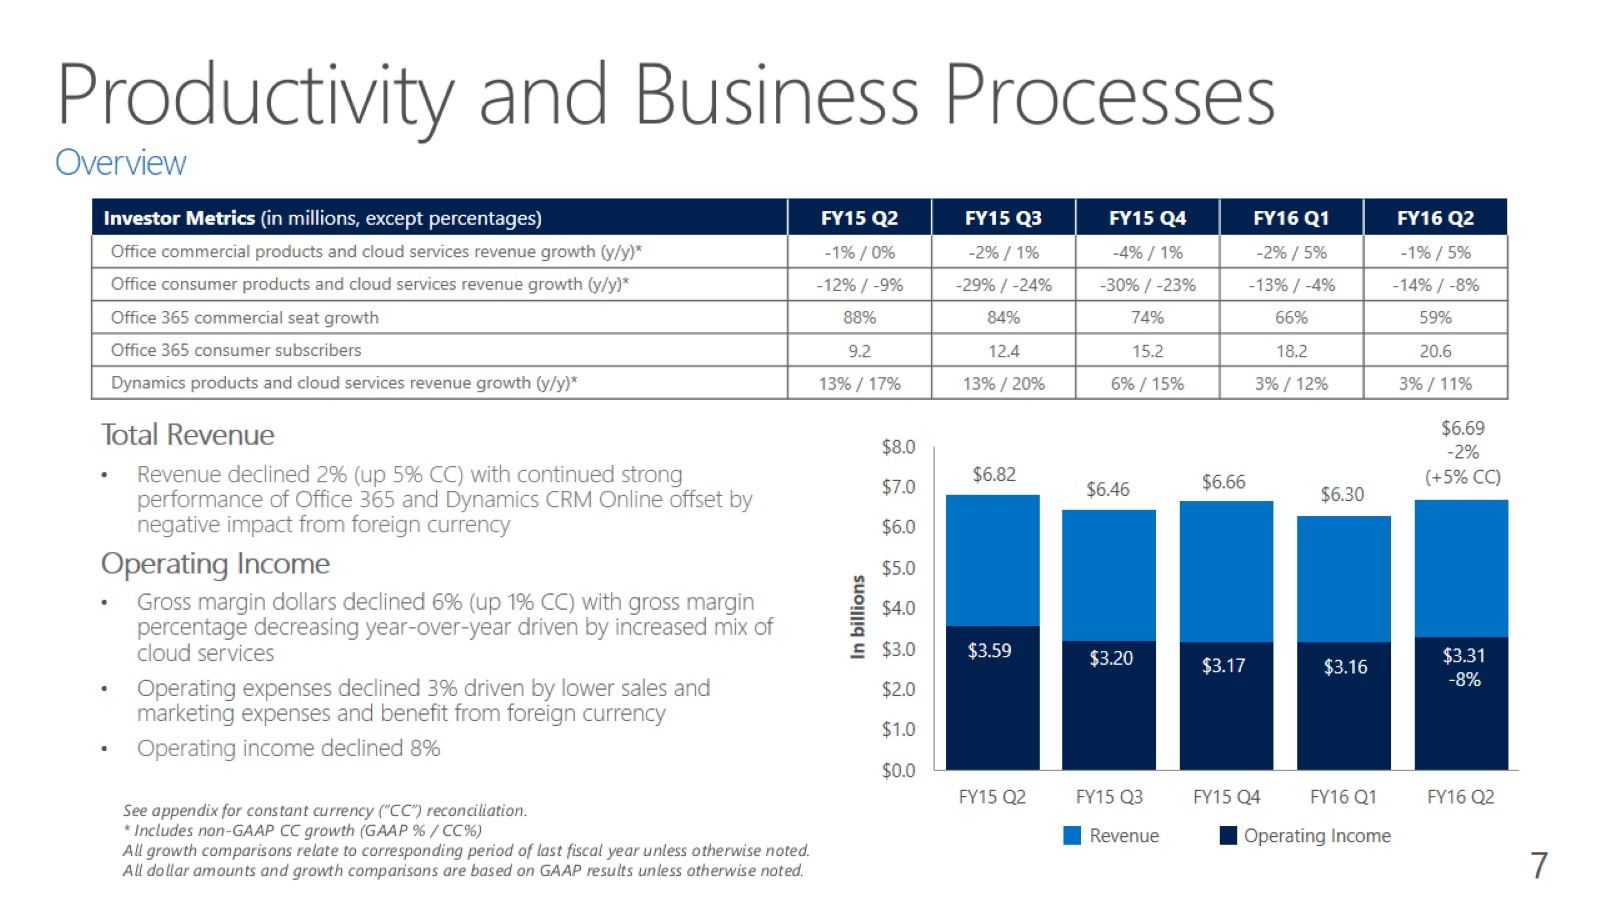 Productivity and Business Processes
Overview
Investor Metrics (in millions, except percentages) FY15 Q2 FY15 Q3 FY15 Q4 FY16 Q1 FY16 Q2
Office commercial products and cloud services revenue growth (y/y)* -1% / 0% -2% / 1% -4% / 1% -2% / 5% -1% / 5%
Office consumer products and cloud services revenue growth (y/y)* -12% / -9% -29% / -24% -30% / -23% -13% / -4% -14% / -8%
Office 365 commercial seat growth 88% 84% 74% 66% 59%
Office 365 consumer subscribers 9.2 12.4 15.2 18.2 20.6
Dynamics products and cloud services revenue growth (y/y)* 13% / 17% 13% / 20% 6% / 15% 3% / 12% 3% / 11%
Total Revenue
• Revenue declined 2% (up 5% CC) with continued strong
performance of Office 365 and Dynamics CRM Online offset by
negative impact from foreign currency
Operating Income
• Gross margin dollars declined 6% (up 1% CC) with gross margin
percentage decreasing year-over-year driven by increased mix of
cloud services
• Operating expenses declined 3% driven by lower sales and
marketing expenses and benefit from foreign currency
• Operating income declined 8%
See appendix for constant currency ("CC") reconciliation.
* Includes non-GAAP CC growth (GAAP % / CC%)
All growth comparisons relate to corresponding period of last fiscal year unless otherwise noted.
All dollar amounts and growth comparisons are based on GAAP results unless otherwise noted.
In billions
$8.0
$7.0
$6.0
$5.0
$4.0
$3.0
$2.0
$1.0
$0.0
$6.82
$6.46
$6.66
$6.30
$6.69
-2%
(+5% CC)
$3.59
$3.20
$3.17
$3.16
$3.31
-8%
FY15 Q2 FY15 Q3 FY15 Q4 FY16 Q1 FY16 Q2
Revenue Operating Income
7